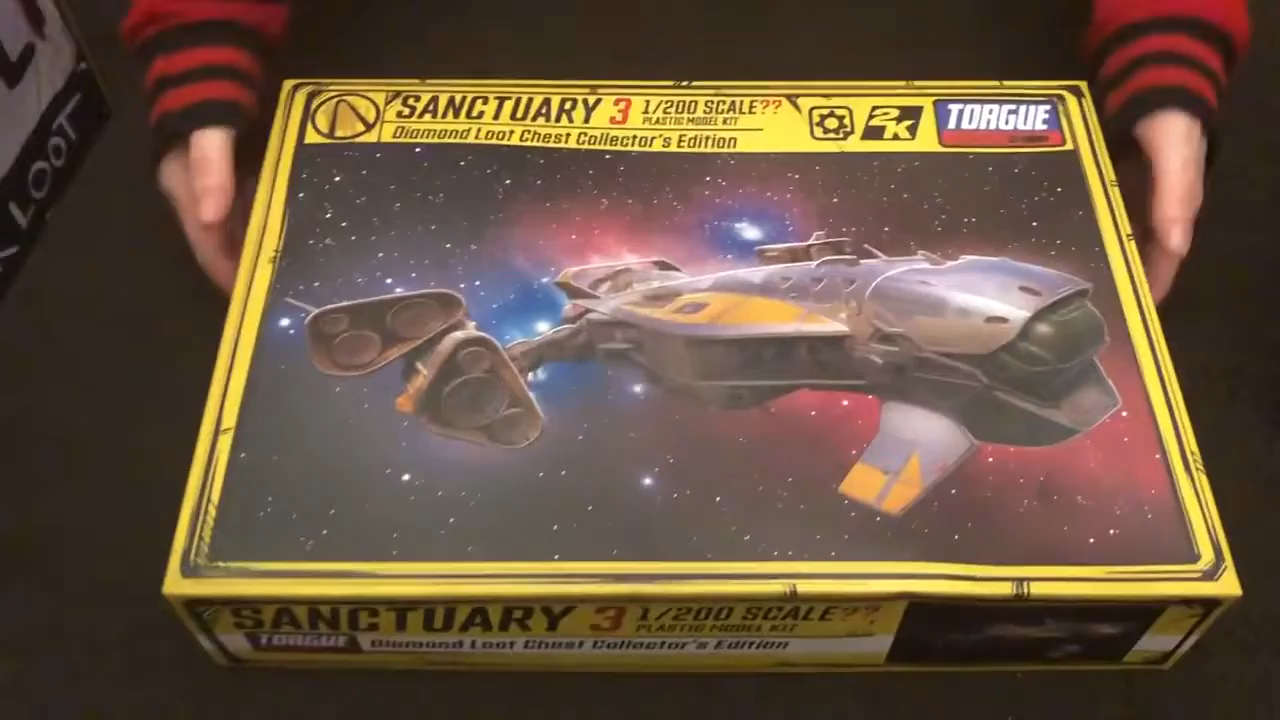 SANCTUARY 3 1/200 SCALE??
PLASTIC MODEL KIT
Diamond Loot Chest Collector's Edition
2K
TORGUE
LOOT
SANCTUARY 3 1/200 SCALE??
PLASTIC MODEL KIT
TORGUE Diamond Loot Chest Collector's Edition